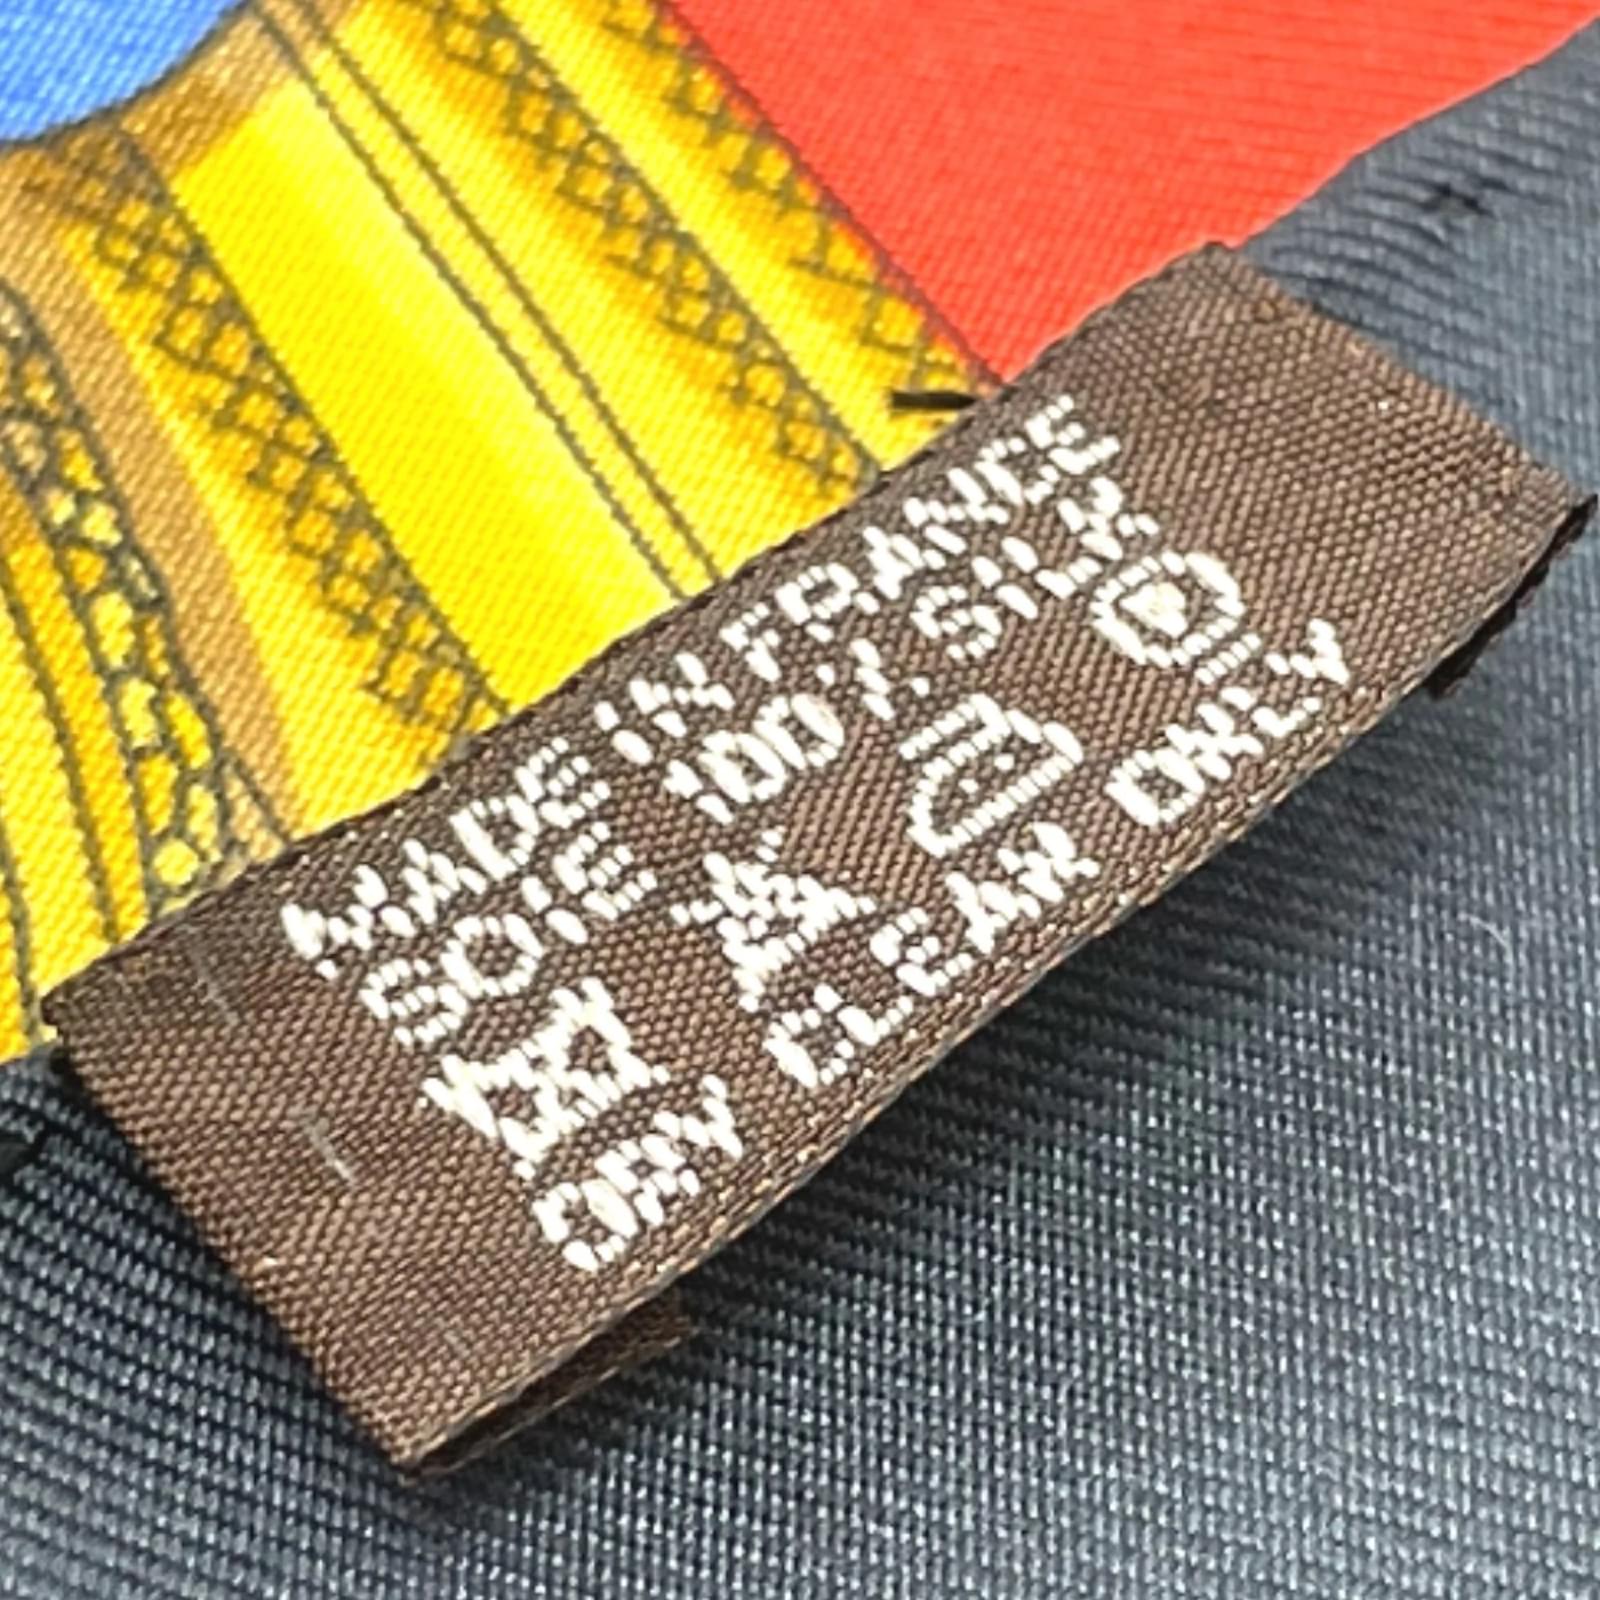 MADE IN FRANCE
SOIE 100% SILK
P
DRY CLEAN ONLY